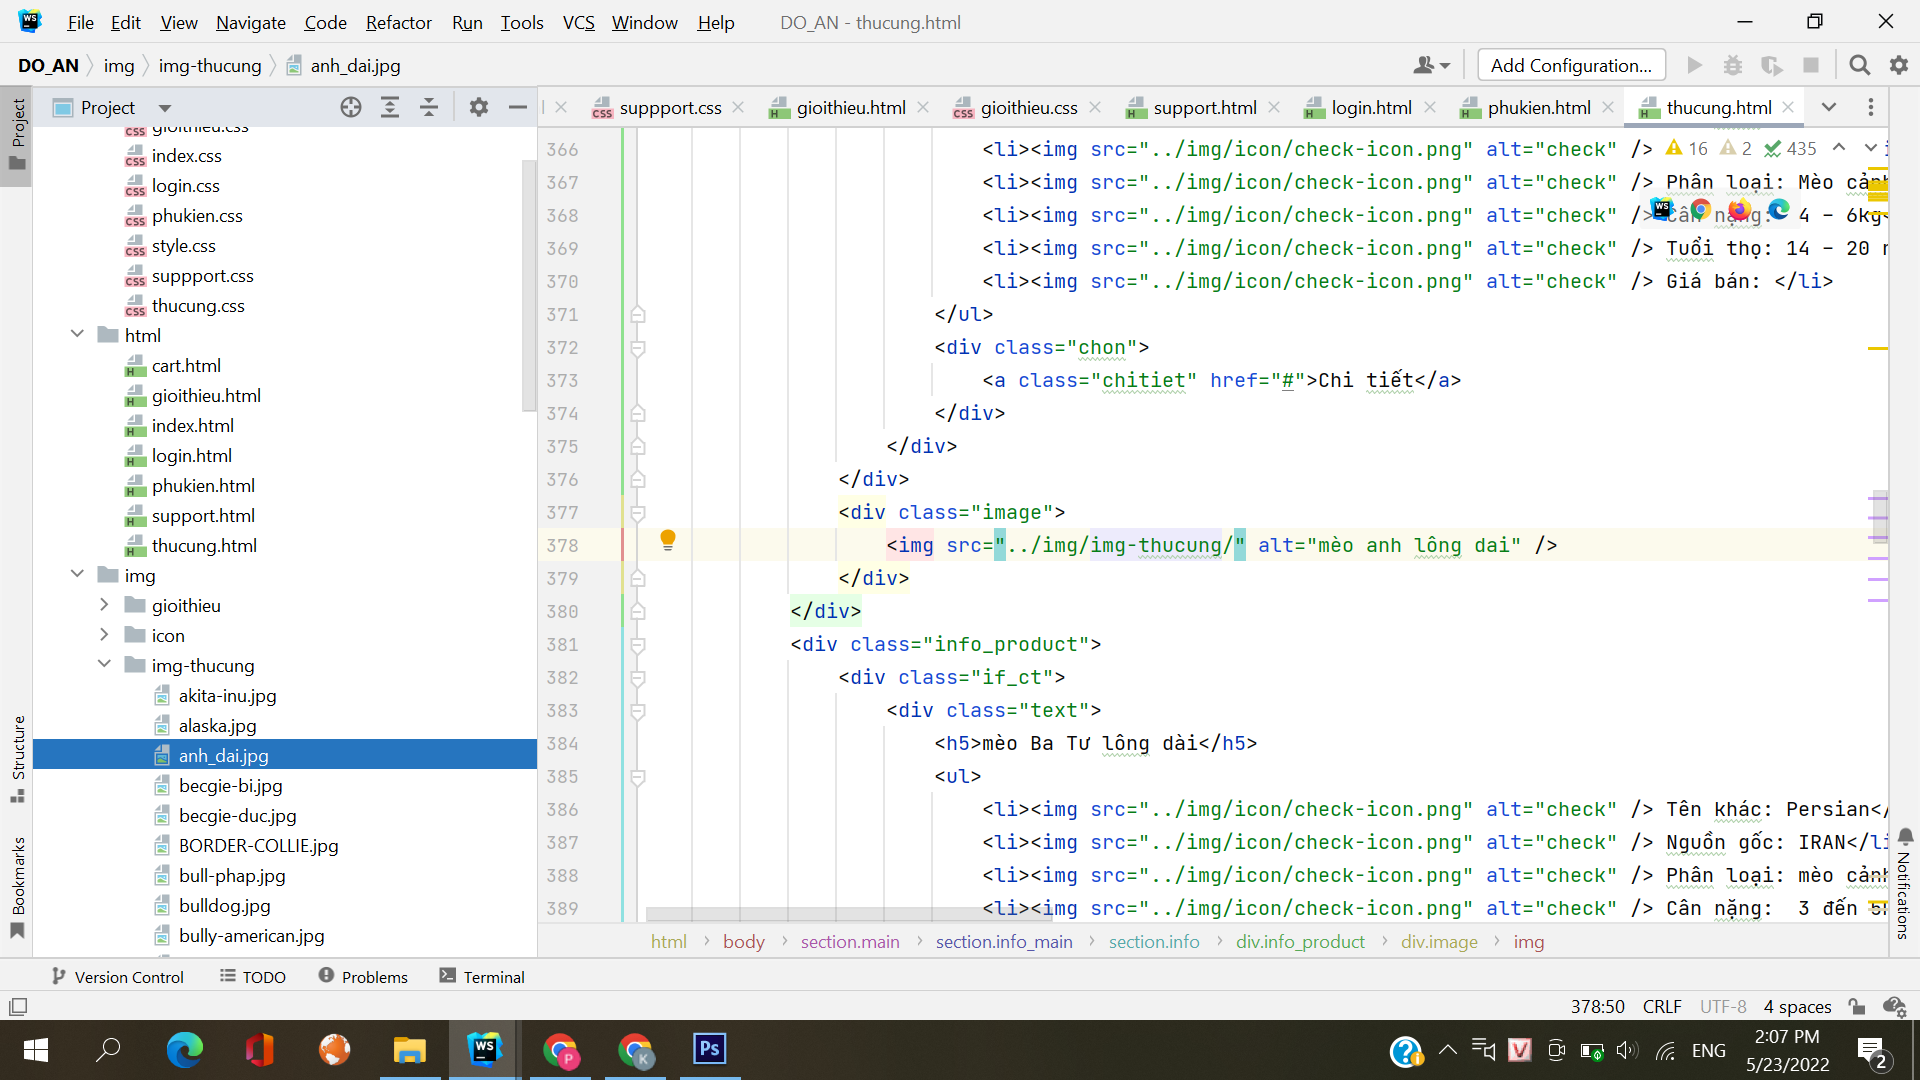 File Edit View Navigate Code Refactor Run Tools VCS Window Help DO_AN - thucung.html
DO_AN img img-thucung anh_dai.jpg Add Configuration...
Project
suppport.css gioithieu.html gioithieu.css support.html login.html phukien.html thucung.html
Project
gioithieu.css
index.css
login.css
phukien.css
style.css
suppport.css
thucung.css
html
cart.html
gioithieu.html
index.html
login.html
phukien.html
support.html
thucung.html
img
gioithieu
icon
img-thucung
akita-inu.jpg
alaska.jpg
anh_dai.jpg
becgie-bi.jpg
becgie-duc.jpg
BORDER-COLLIE.jpg
bull-phap.jpg
bulldog.jpg
bully-american.jpg
Structure
Bookmarks
366 <li><img src="../img/icon/check-icon.png" alt="check" /> 16 2 435
367 <li><img src="../img/icon/check-icon.png" alt="check" /> Phân loại: Mèo cảnh
368 <li><img src="../img/icon/check-icon.png" alt="check" /> Cân nặng: 4 - 6kg<
369 <li><img src="../img/icon/check-icon.png" alt="check" /> Tuổi thọ: 14 - 20 n
370 <li><img src="../img/icon/check-icon.png" alt="check" /> Giá bán: </li>
371 </ul>
372 <div class="chon">
373 <a class="chitiet" href="#">Chi tiết</a>
374 </div>
375 </div>
376 </div>
377 <div class="image">
378 <img src="../img/img-thucung/" alt="mèo anh lông dai" />
379 </div>
380 </div>
381 <div class="info_product">
382 <div class="if_ct">
383 <div class="text">
384 <h5>mèo Ba Tư lông dài</h5>
385 <ul>
386 <li><img src="../img/icon/check-icon.png" alt="check" /> Tên khác: Persian</
387 <li><img src="../img/icon/check-icon.png" alt="check" /> Nguồn gốc: IRAN</li
388 <li><img src="../img/icon/check-icon.png" alt="check" /> Phân loại: mèo cảnh
389 <li><img src="../img/icon/check-icon.png" alt="check" /> Cân nặng: 3 đến
Notifications
html body section.main section.info_main section.info div.info_product div.image img
Version Control TODO Problems Terminal
378:50 CRLF UTF-8 4 spaces
WS P K Ps
V ENG 2:07 PM
5/23/2022
2